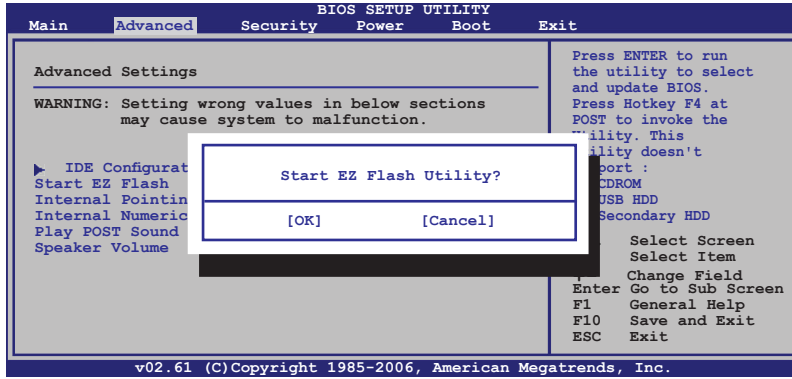 BIOS SETUP UTILITY
Main Advanced Security Power Boot Exit
Advanced Settings
WARNING: Setting wrong values in below sections
may cause system to malfunction.
IDE Configurat
Start EZ Flash
Internal Pointin
Internal Numeric
Play POST Sound
Speaker Volume
Start EZ Flash Utility?
[OK] [Cancel]
Press ENTER to run
the utility to select
and update BIOS.
Press Hotkey F4 at
POST to invoke the
ility. This
ility doesn't
port :
CDROM
USB HDD
Secondary HDD
Select Screen
Select Item
Change Field
Enter Go to Sub Screen
F1 General Help
F10 Save and Exit
ESC Exit
v02.61 (C)Copyright 1985-2006, American Megatrends, Inc.